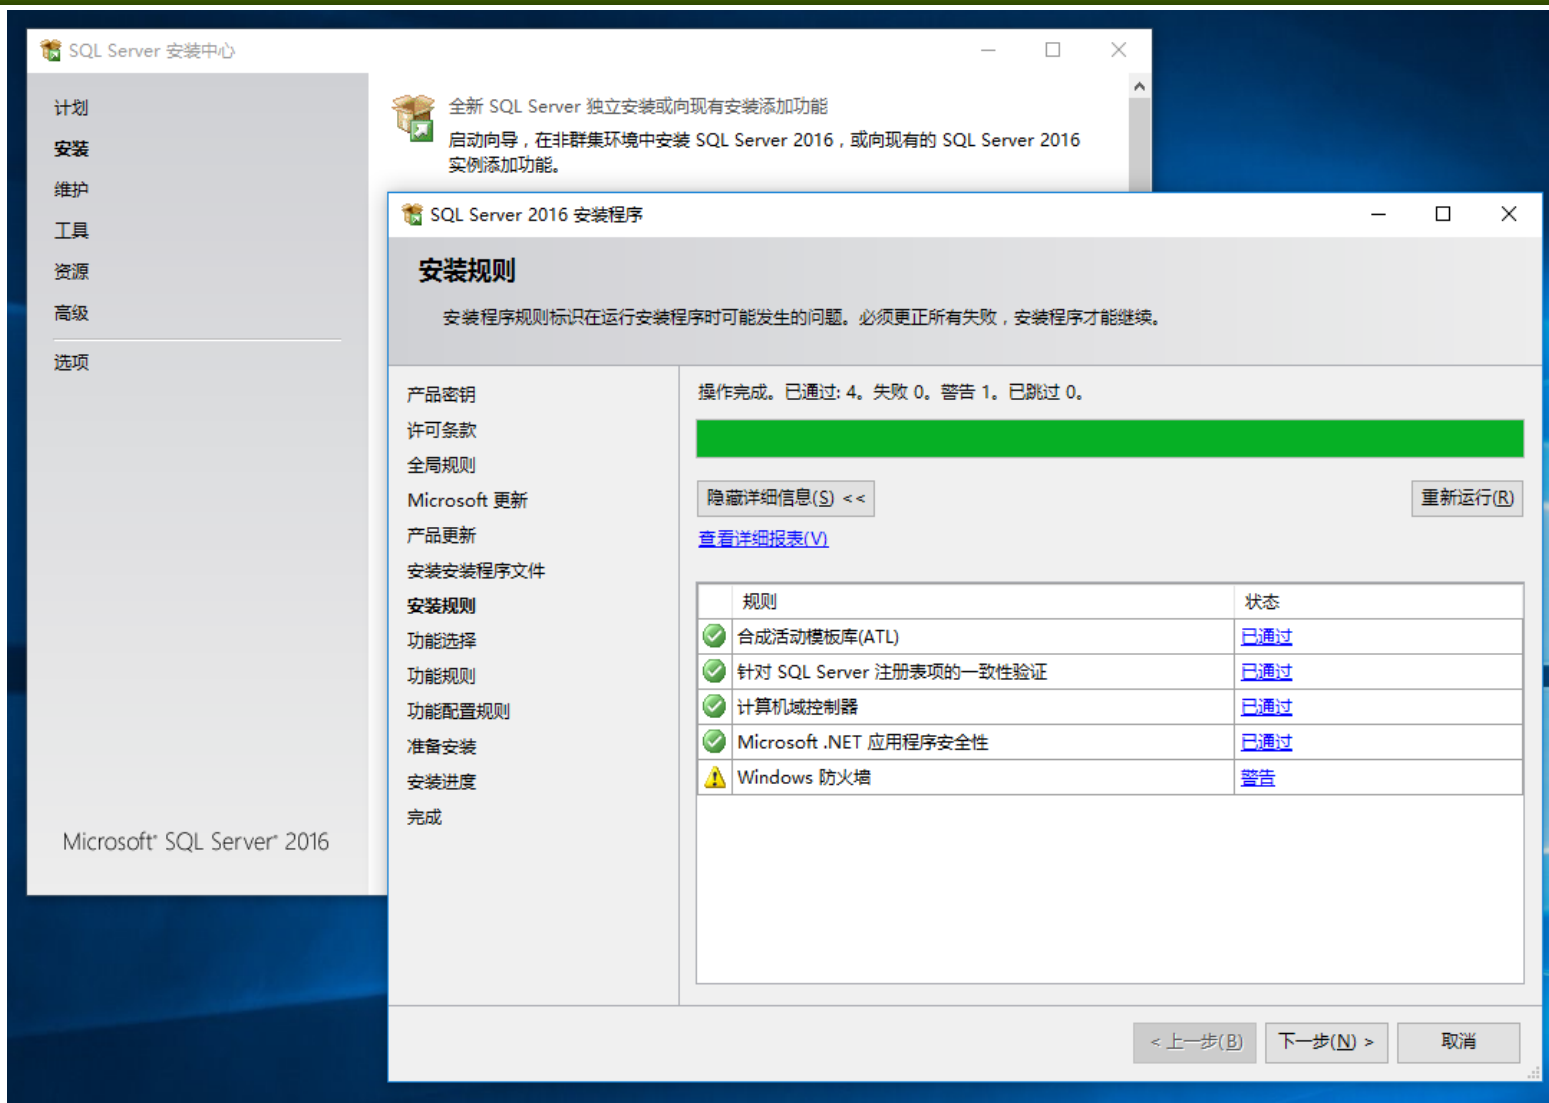 SQL Server 安装中心
计划
安装
维护
工具
资源
高级
选项
Microsoft® SQL Server® 2016
全新 SQL Server 独立安装或向现有安装添加功能
启动向导，在非群集环境中安装 SQL Server 2016，或向现有的 SQL Server 2016
实例添加功能。
SQL Server 2016 安装程序
安装规则
安装程序规则标识在运行安装程序时可能发生的问题。必须更正所有失败，安装程序才能继续。
产品密钥
许可条款
全局规则
Microsoft 更新
产品更新
安装安装程序文件
安装规则
功能选择
功能规则
功能配置规则
准备安装
安装进度
完成
操作完成。已通过: 4。失败 0。警告 1。已跳过 0。
隐藏详细信息(S) <<
重新运行(R)
查看详细报表(V)
规则 状态
合成活动模板库(ATL) 已通过
针对 SQL Server 注册表项的一致性验证 已通过
计算机域控制器 已通过
Microsoft .NET 应用程序安全性 已通过
Windows 防火墙 警告
< 上一步(B) 下一步(N) > 取消